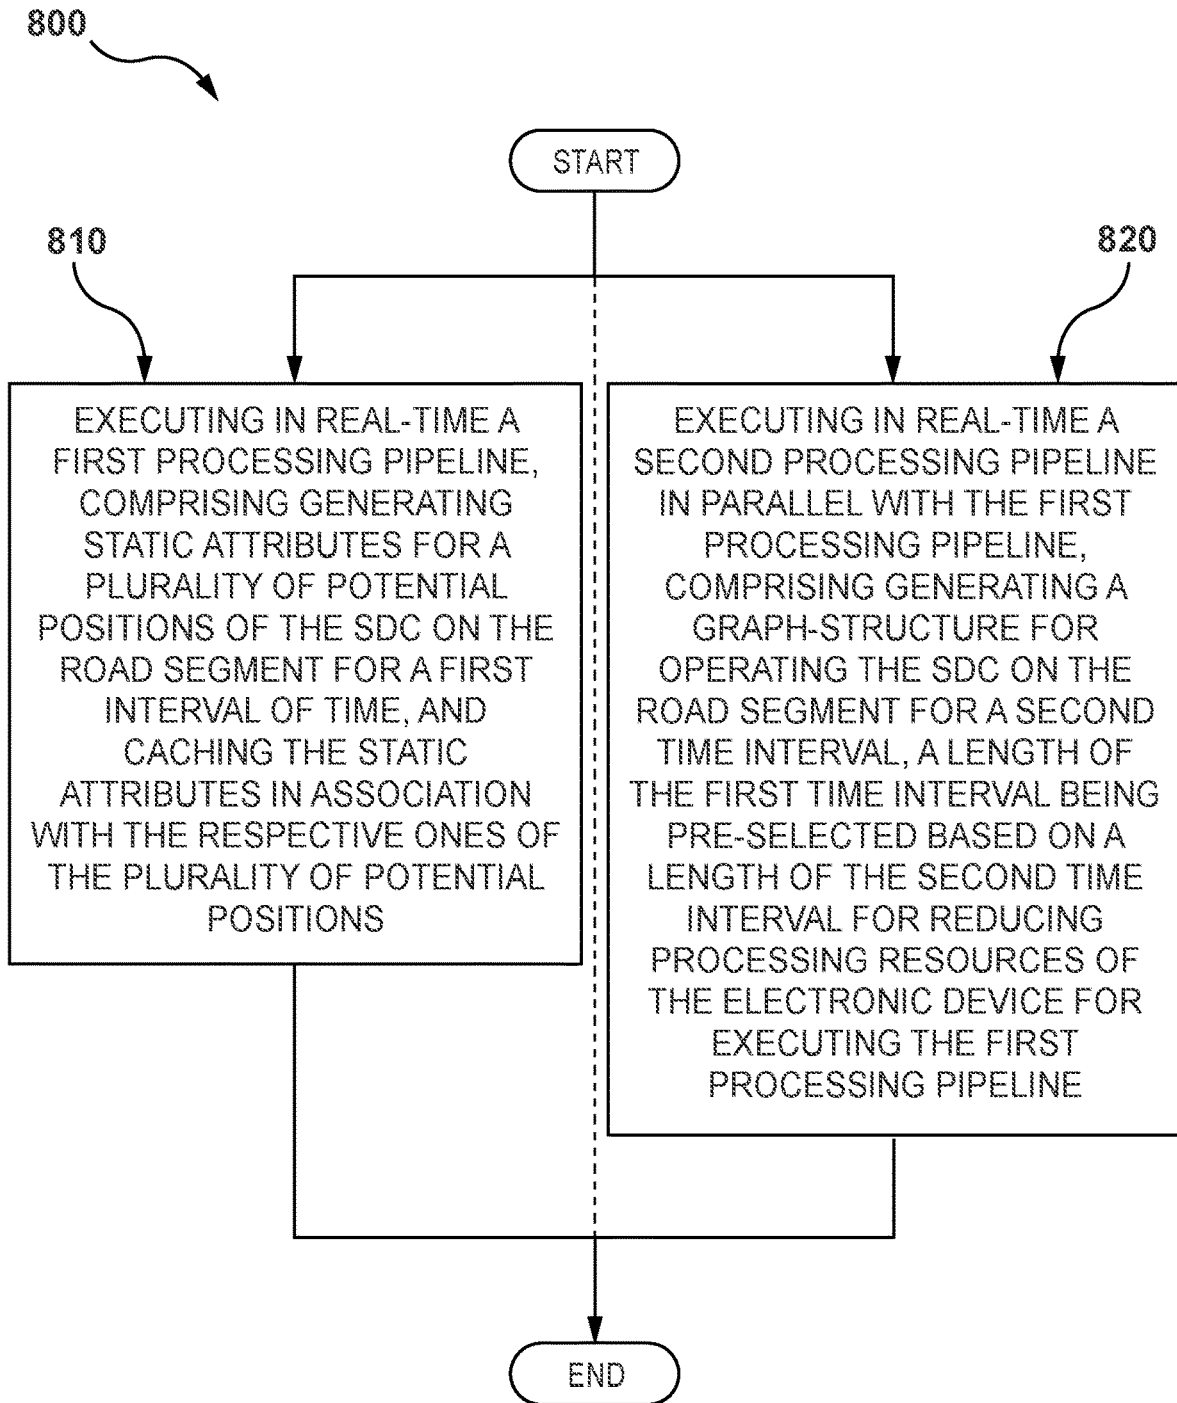 800
START
810
820
EXECUTING IN REAL-TIME A
FIRST PROCESSING PIPELINE,
COMPRISING GENERATING
STATIC ATTRIBUTES FOR A
PLURALITY OF POTENTIAL
POSITIONS OF THE SDC ON THE
ROAD SEGMENT FOR A FIRST
INTERVAL OF TIME, AND
CACHING THE STATIC
ATTRIBUTES IN ASSOCIATION
WITH THE RESPECTIVE ONES OF
THE PLURALITY OF POTENTIAL
POSITIONS
EXECUTING IN REAL-TIME A
SECOND PROCESSING PIPELINE
IN PARALLEL WITH THE FIRST
PROCESSING PIPELINE,
COMPRISING GENERATING A
GRAPH-STRUCTURE FOR
OPERATING THE SDC ON THE
ROAD SEGMENT FOR A SECOND
TIME INTERVAL, A LENGTH OF
THE FIRST TIME INTERVAL BEING
PRE-SELECTED BASED ON A
LENGTH OF THE SECOND TIME
INTERVAL FOR REDUCING
PROCESSING RESOURCES OF
THE ELECTRONIC DEVICE FOR
EXECUTING THE FIRST
PROCESSING PIPELINE
END